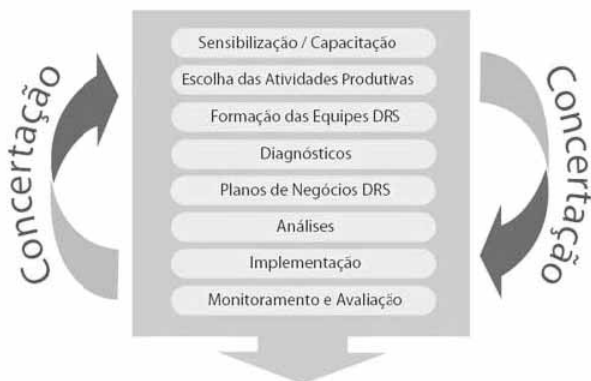 Concertação
Sensibilização / Capacitação
Escolha das Atividades Produtivas
Formação das Equipes DRS
Diagnósticos
Planos de Negócios DRS
Análises
Implementação
Monitoramento e Avaliação
Concertação